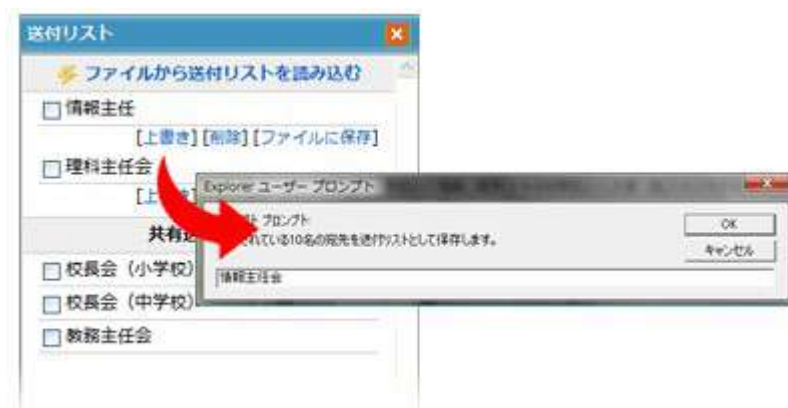 送付リスト
ファイルから送付リストを読み込む
情報主任
[上書き] [削除] [ファイルに保存]
理科主任会
Explorer ユーザー プロンプト
プロンプト
されている10名の宛先を送付リストとして保存します。
OK
キャンセル
情報主任会
共有
校長会（小学校）
校長会（中学校）
教務主任会